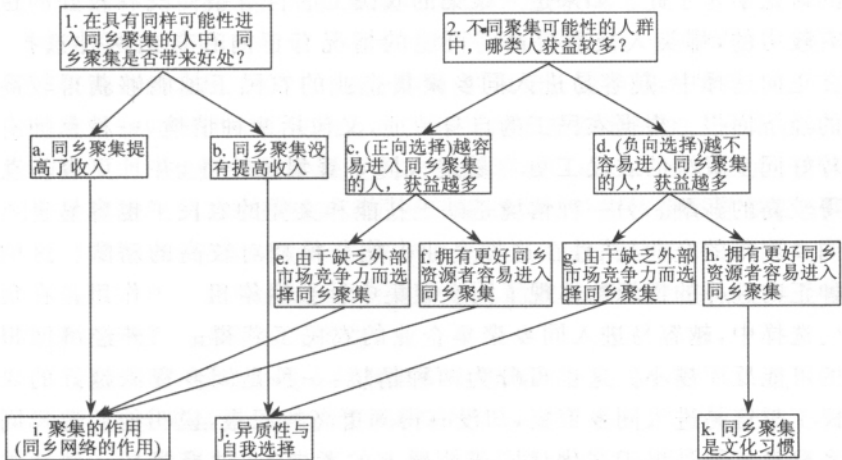 1. 在具有同样可能性进
入同乡聚集的人中，同
乡聚集是否带来好处？
2. 不同聚集可能性的人群
中，哪类人获益较多？
a. 同乡聚集提
高了收入
b. 同乡聚集没
有提高收入
c. (正向选择)越容
易进入同乡聚集
的人，获益越多
d. (负向选择)越不
容易进入同乡聚集
的人，获益越多
e. 由于缺乏外部
市场竞争力而选
择同乡聚集
f. 拥有更好同乡
资源者容易进入
同乡聚集
g. 由于缺乏外部
市场竞争力而选
择同乡聚集
h. 拥有更好同乡
资源者容易进入
同乡聚集
i. 聚集的作用
(同乡网络的作用)
j. 异质性与
自我选择
k. 同乡聚集
是文化习惯